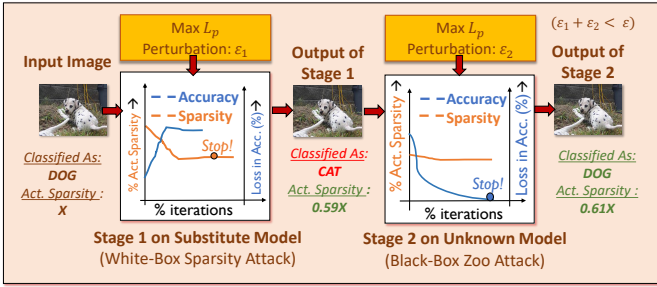 Max Lp
Perturbation: ε1
Max Lp
Perturbation: ε2
(ε1 + ε2 < ε)
Input Image
Output of
Stage 1
Output of
Stage 2
Accuracy
Sparsity
Stop!
% Act. Sparsity
Loss in Acc. (%)
% iterations
Accuracy
Sparsity
Stop!
% Act. Sparsity
Loss in Acc. (%)
% iterations
Classified As:
DOG
Act. Sparsity :
X
Classified As:
CAT
Act. Sparsity :
0.59X
Classified As:
DOG
Act. Sparsity :
0.61X
Stage 1 on Substitute Model
(White-Box Sparsity Attack)
Stage 2 on Unknown Model
(Black-Box Zoo Attack)